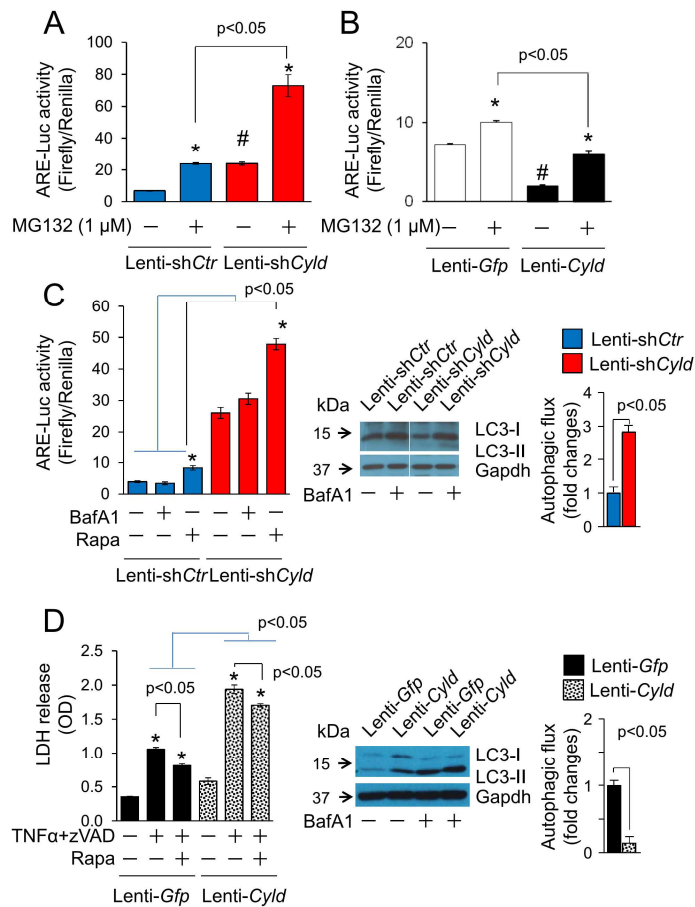 A
100
80
60
40
20
0
ARE-Luc activity
(Firefly/Renilla)
p<0.05
*
#
*
MG132 (1 µM)
— + — +
Lenti-shCtr Lenti-shCyld
B
20
10
0
ARE-Luc activity
(Firefly/Renilla)
p<0.05
*
#
*
MG132 (1 µM)
— + — +
Lenti-Gfp Lenti-Cyld
C
60
50
40
30
20
10
0
ARE-Luc activity
(Firefly/Renilla)
p<0.05
*
*
— + — — + —
BafA1
— — + — — +
Rapa
Lenti-shCtr Lenti-shCyld
Lenti-shCtr
Lenti-shCtr
Lenti-shCyld
Lenti-shCyld
kDa
15
37
LC3-I
LC3-II
Gapdh
BafA1 — + — +
Lenti-shCtr
Lenti-shCyld
4
3
2
1
0
Autophagic flux
(fold changes)
p<0.05
D
2.5
2.0
1.5
1.0
0.5
0.0
LDH release
(OD)
p<0.05
p<0.05
p<0.05
* * * *
TNFα+zVAD — + + — + +
Rapa — — + — — +
Lenti-Gfp Lenti-Cyld
Lenti-Gfp
Lenti-Cyld
Lenti-Gfp
Lenti-Cyld
kDa
15
37
LC3-I
LC3-II
Gapdh
BafA1 — — + +
Lenti-Gfp
Lenti-Cyld
2
1
0
Autophagic flux
(fold changes)
p<0.05